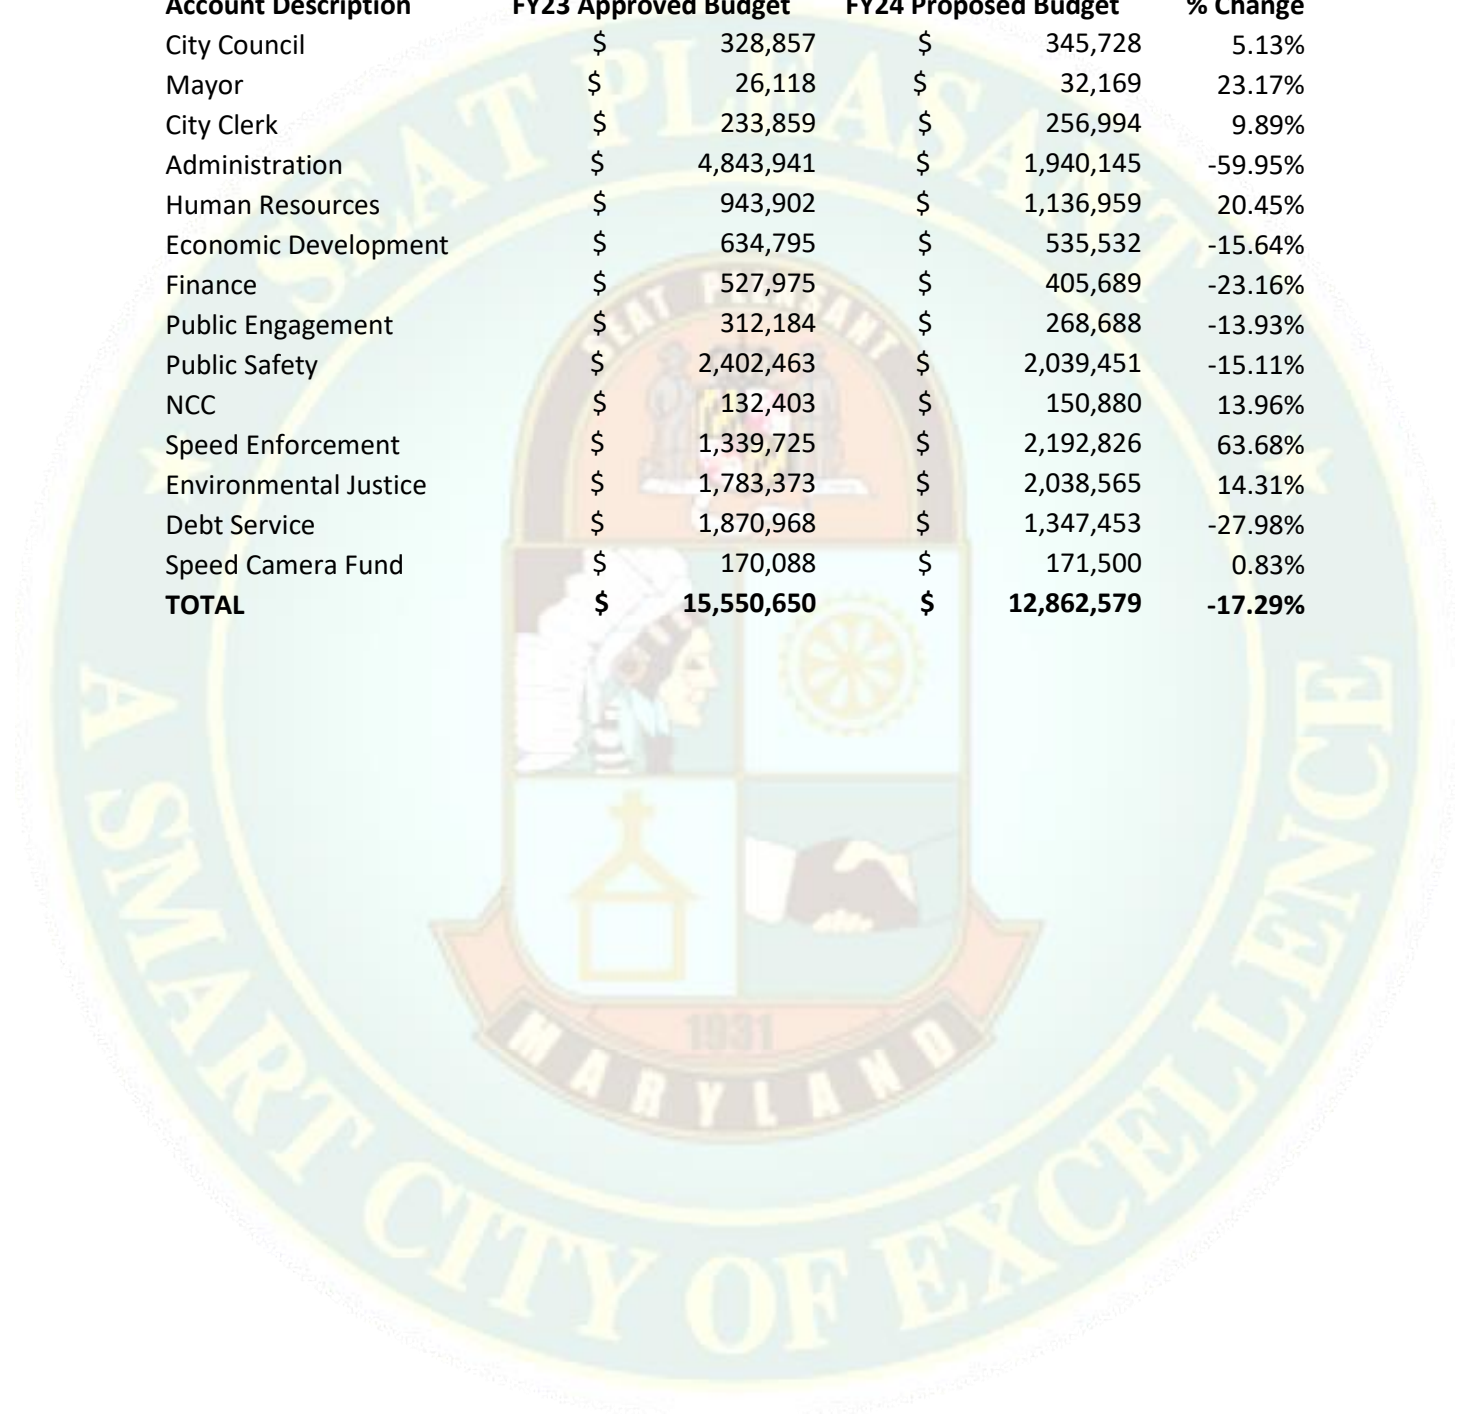 Account Description FY23 Approved Budget FY24 Proposed Budget % Change
City Council $ 328,857 $ 345,728 5.13%
Mayor $ 26,118 $ 32,169 23.17%
City Clerk $ 233,859 $ 256,994 9.89%
Administration $ 4,843,941 $ 1,940,145 -59.95%
Human Resources $ 943,902 $ 1,136,959 20.45%
Economic Development $ 634,795 $ 535,532 -15.64%
Finance $ 527,975 $ 405,689 -23.16%
Public Engagement $ 312,184 $ 268,688 -13.93%
Public Safety $ 2,402,463 $ 2,039,451 -15.11%
NCC $ 132,403 $ 150,880 13.96%
Speed Enforcement $ 1,339,725 $ 2,192,826 63.68%
Environmental Justice $ 1,783,373 $ 2,038,565 14.31%
Debt Service $ 1,870,968 $ 1,347,453 -27.98%
Speed Camera Fund $ 170,088 $ 171,500 0.83%
TOTAL $ 15,550,650 $ 12,862,579 -17.29%
SEAT PLEASANT
SEAT PLEASANT
1931
MARYLAND
A SMART CITY OF EXCELLENCE